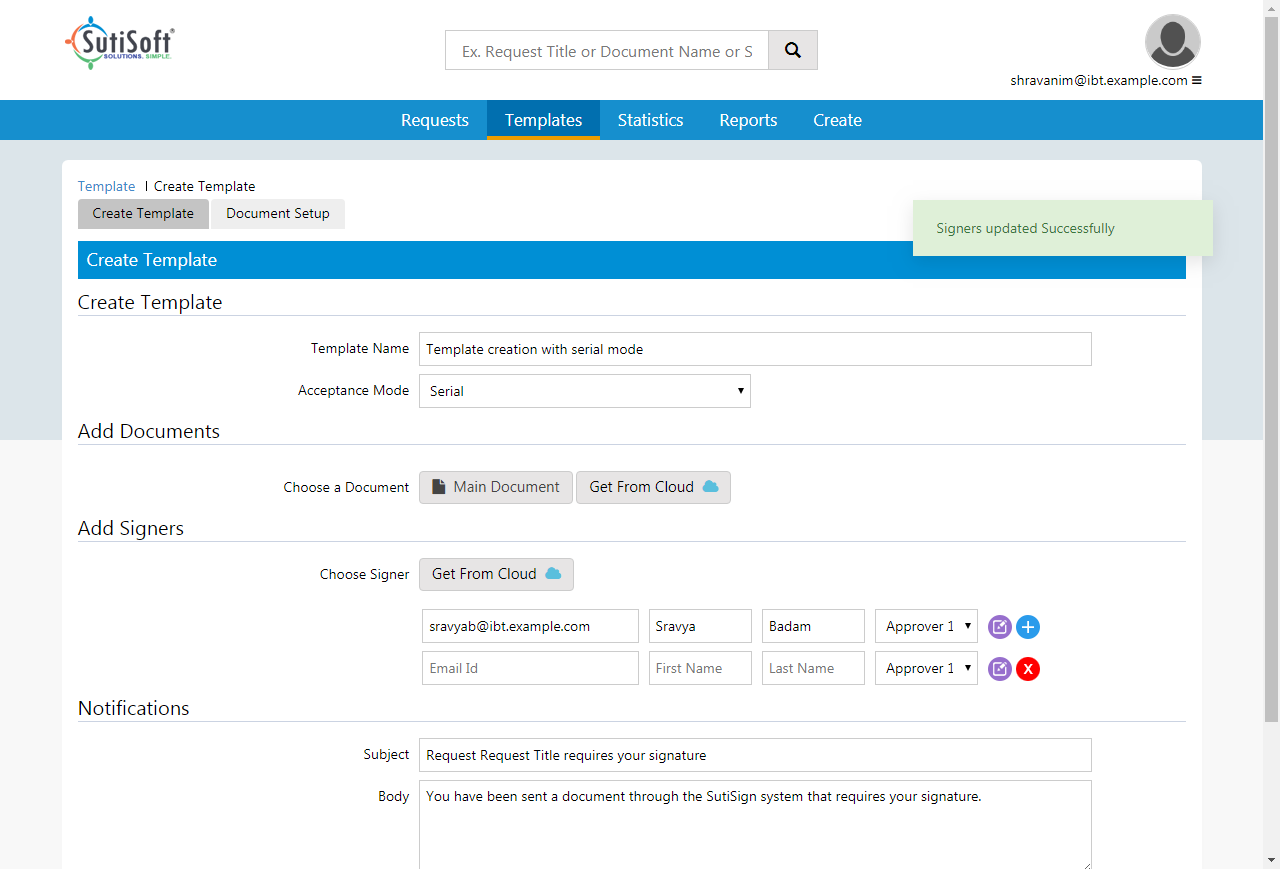 SutiSoft®
SOLUTIONS. SIMPLE.
Ex. Request Title or Document Name or S
shravanim@ibt.example.com
Requests Templates Statistics Reports Create
Template | Create Template
Create Template Document Setup
Signers updated Successfully
Create Template
Create Template
Template Name Template creation with serial mode
Acceptance Mode Serial
Add Documents
Choose a Document Main Document Get From Cloud
Add Signers
Choose Signer Get From Cloud
sravyab@ibt.example.com Sravya Badam Approver 1
Email Id First Name Last Name Approver 1 X
Notifications
Subject Request Request Title requires your signature
Body You have been sent a document through the SutiSign system that requires your signature.